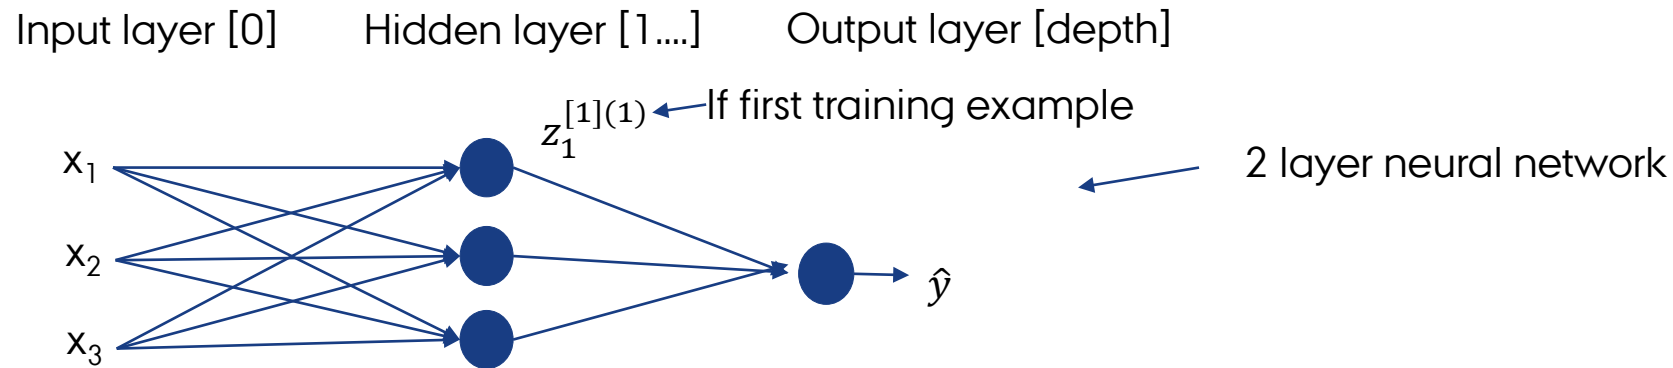 Input layer [0] Hidden layer [1....] Output layer [depth]
z₁^{[1](1)} If first training example
x₁ 2 layer neural network
x₂
ŷ
x₃